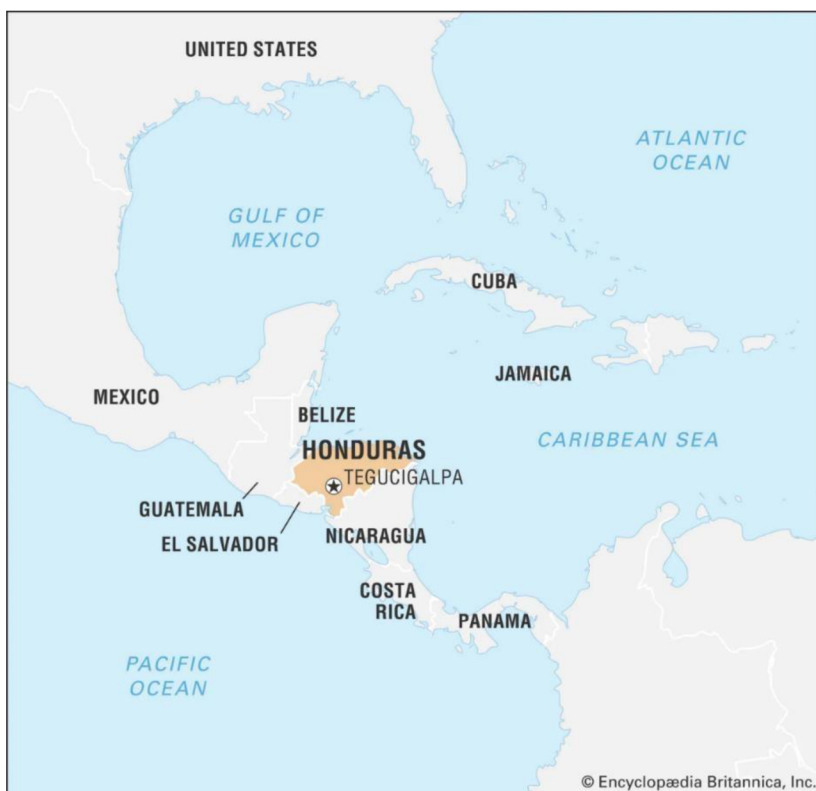 UNITED STATES
ATLANTIC
OCEAN
GULF OF
MEXICO
CUBA
JAMAICA
MEXICO
BELIZE
CARIBBEAN SEA
HONDURAS
TEGUCIGALPA
GUATEMALA
EL SALVADOR
NICARAGUA
COSTA
RICA
PANAMA
PACIFIC
OCEAN
© Encyclopædia Britannica, Inc.